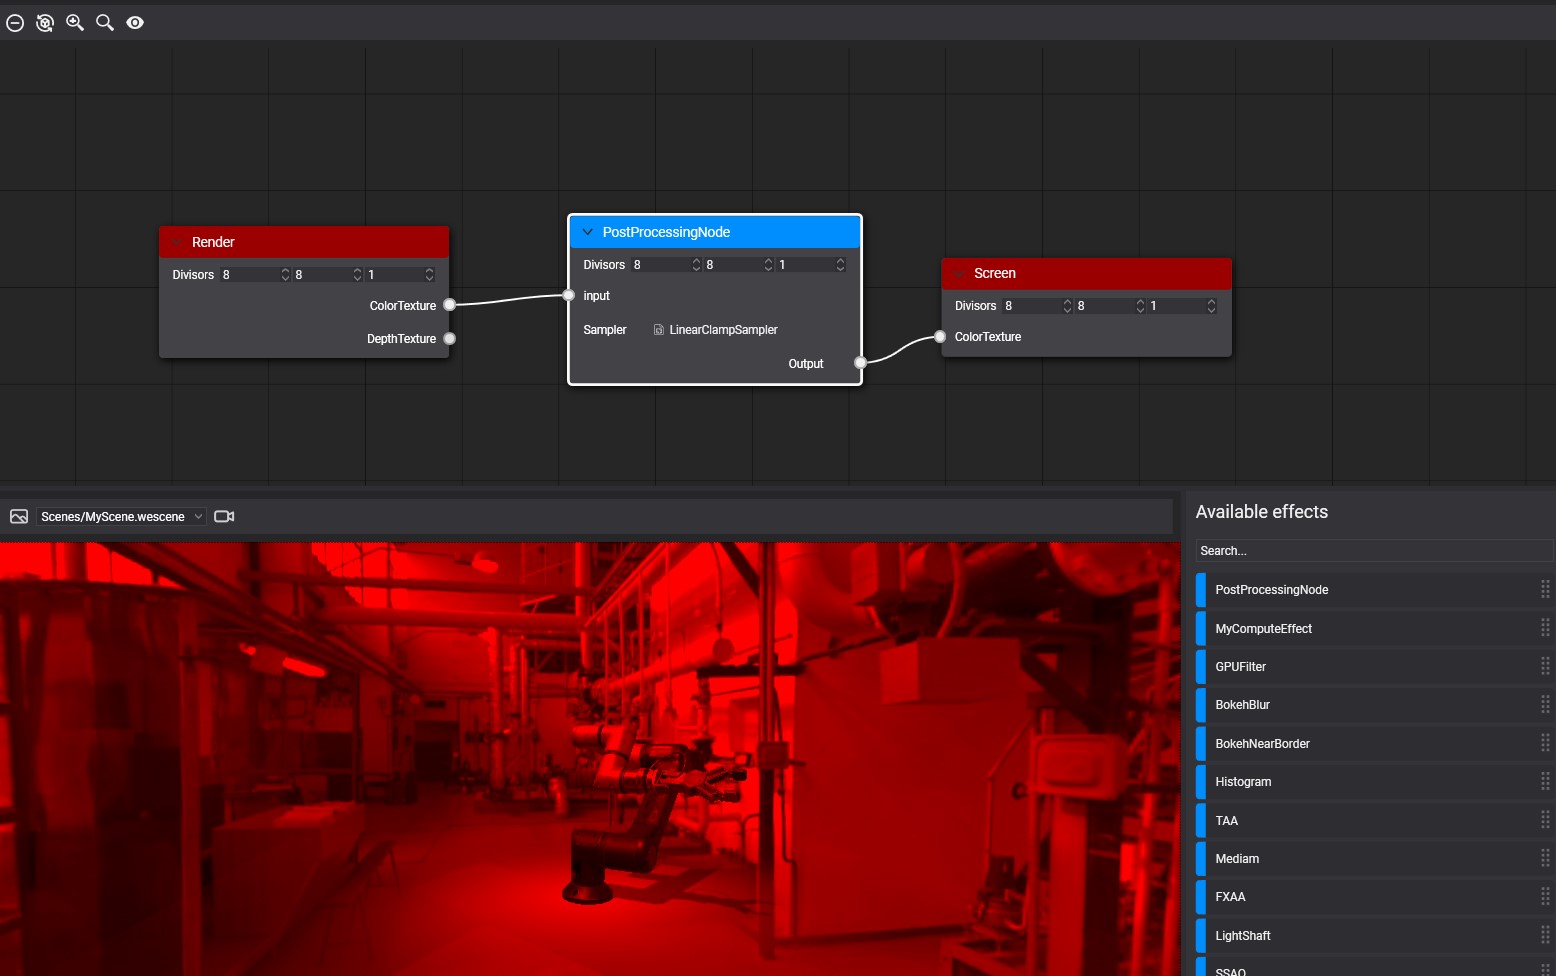 Render
Divisors 8 8 1
ColorTexture
DepthTexture
PostProcessingNode
Divisors 8 8 1
input
Sampler LinearClampSampler
Output
Screen
Divisors 8 8 1
ColorTexture
Scenes/MyScene.wescene
Available effects
Search...
PostProcessingNode
MyComputeEffect
GPUFilter
BokehBlur
BokehNearBorder
Histogram
TAA
Mediam
FXAA
LightShaft
SSAO